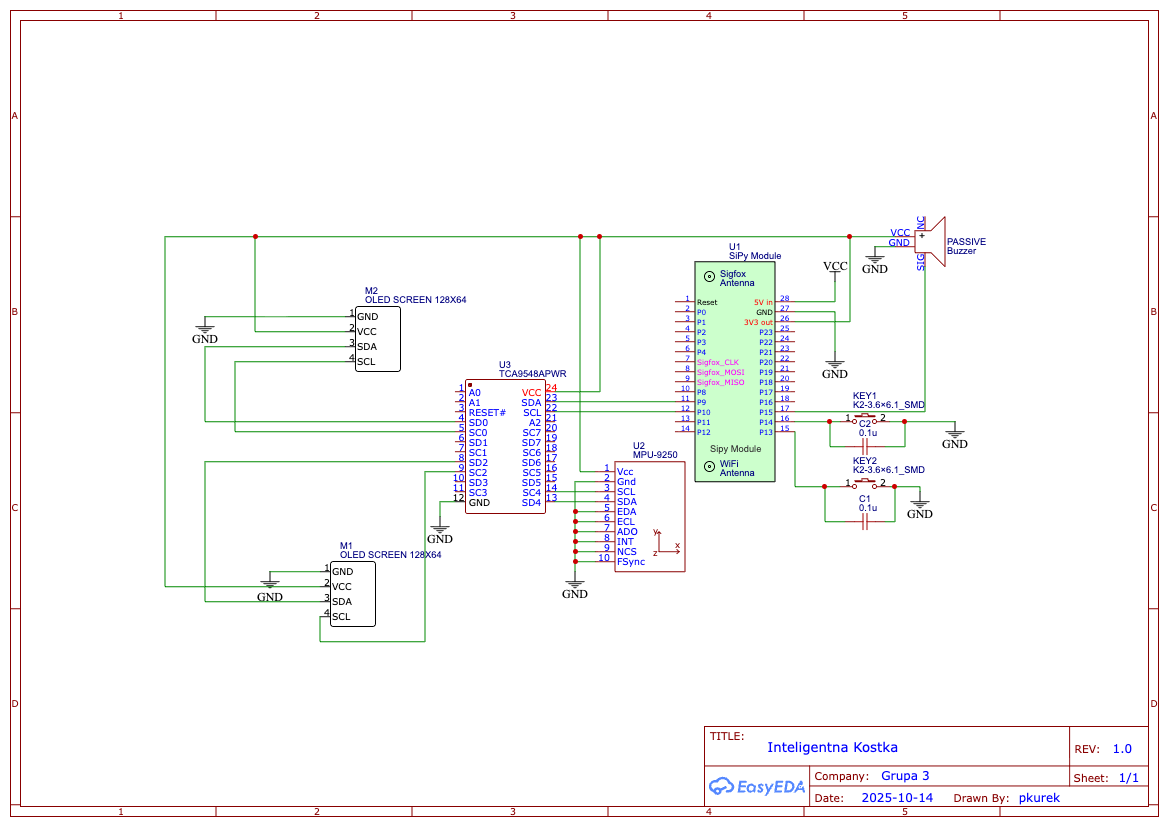 1 2 3 4 5
A A
B B
C C
D D
1 2 3 4 5
NC
VCC
GND
+
SIG
PASSIVE
Buzzer
GND
U1
SiPy Module
Sigfox
Antenna
VCC
1 Reset
2 P0
3 P1
4 P2
5 P3
6 P4
7 Sigfox_CLK
8 Sigfox_MOSI
9 Sigfox_MISO
10 P8
11 P9
12 P10
13 P11
14 P12
5V in 28
GND 27
3V3 out 26
P23 25
P22 24
P21 23
P20 22
P19 21
P18 20
P17 19
P16 18
P15 17
P14 16
P13 15
Sipy Module
WiFi
Antenna
GND
M2
OLED SCREEN 128X64
1 GND
2 VCC
3 SDA
4 SCL
GND
U3
TCA9548APWR
1 A0
2 A1
3 RESET#
4 SD0
5 SC0
6 SD1
7 SC1
8 SD2
9 SC2
10 SD3
11 SC3
12 GND
VCC 24
SDA 23
SCL 22
A2 21
SC7 20
SD7 19
SC6 18
SD6 17
SC5 16
SD5 15
SC4 14
SD4 13
GND
KEY1
K2-3.6×6.1_SMD
1 2
C2
0.1u
GND
KEY2
K2-3.6×6.1_SMD
1 2
C1
0.1u
GND
U2
MPU-9250
1 Vcc
2 Gnd
3 SCL
4 SDA
5 EDA
6 ECL
7 ADO
8 INT
9 NCS
10 FSync
Y
X
Z
GND
M1
OLED SCREEN 128X64
1 GND
2 VCC
3 SDA
4 SCL
GND
TITLE:
Inteligentna Kostka
REV: 1.0
EasyEDA
Company: Grupa 3
Sheet: 1/1
Date: 2025-10-14 Drawn By: pkurek